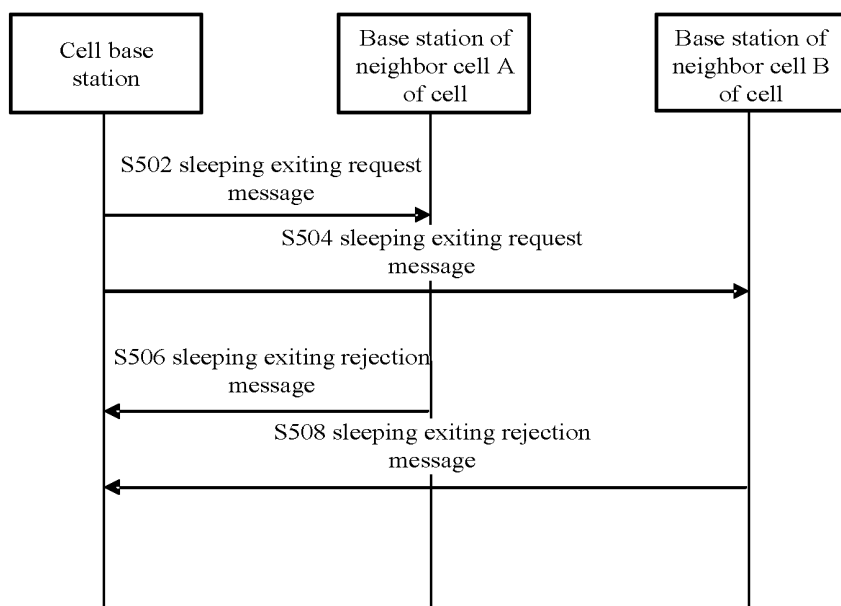 Cell base
station
Base station of
neighbor cell A
of cell
Base station of
neighbor cell B
of cell
S502 sleeping exiting request
message
S504 sleeping exiting request
message
S506 sleeping exiting rejection
message
S508 sleeping exiting rejection
message